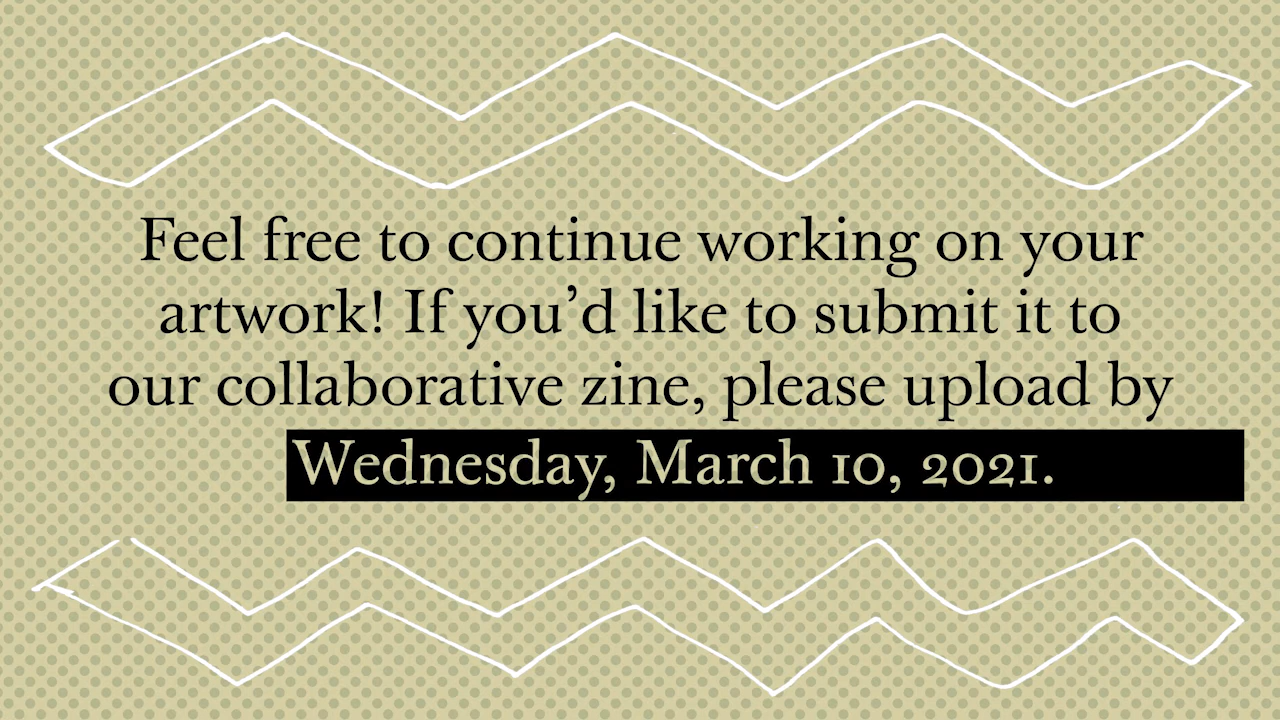 Feel free to continue working on your
artwork! If you’d like to submit it to
our collaborative zine, please upload by
Wednesday, March 10, 2021.